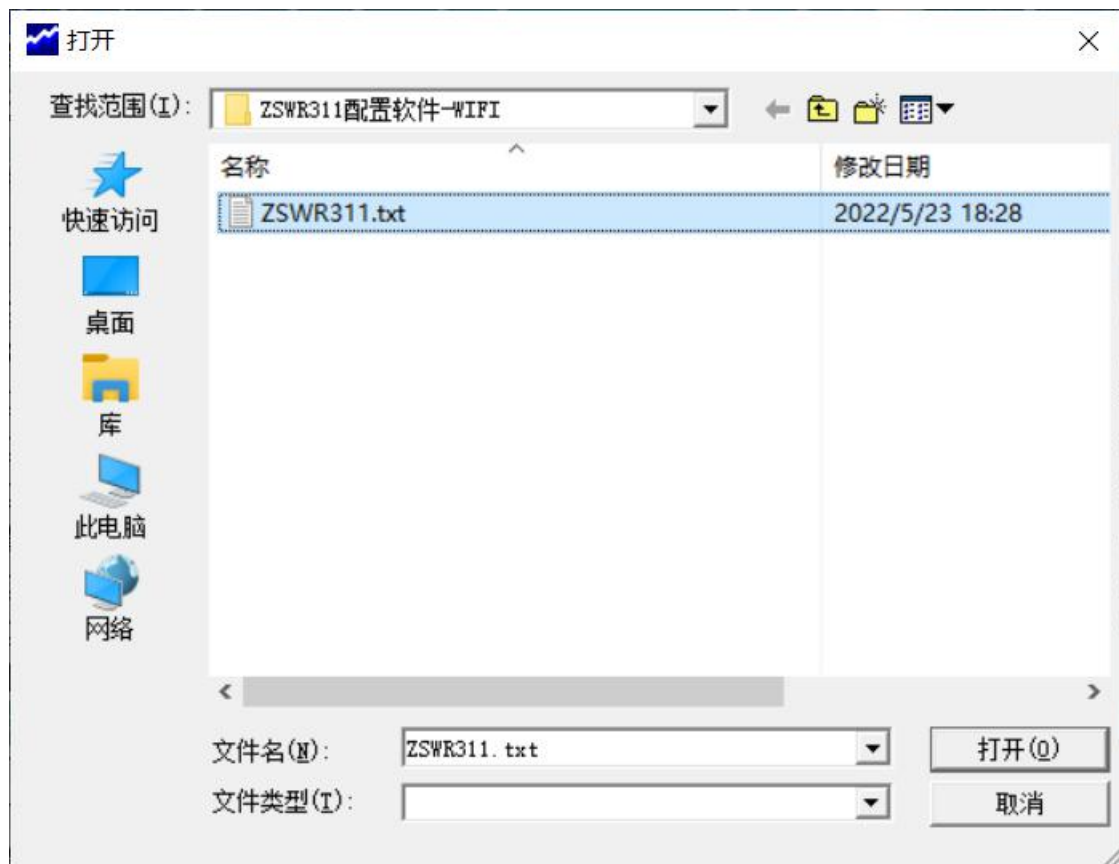 打开
查找范围(I):
ZSWR311配置软件-WIFI
名称
修改日期
ZSWR311.txt
2022/5/23 18:28
快速访问
桌面
库
此电脑
网络
文件名(N):
ZSWR311.txt
打开(O)
文件类型(T):
取消